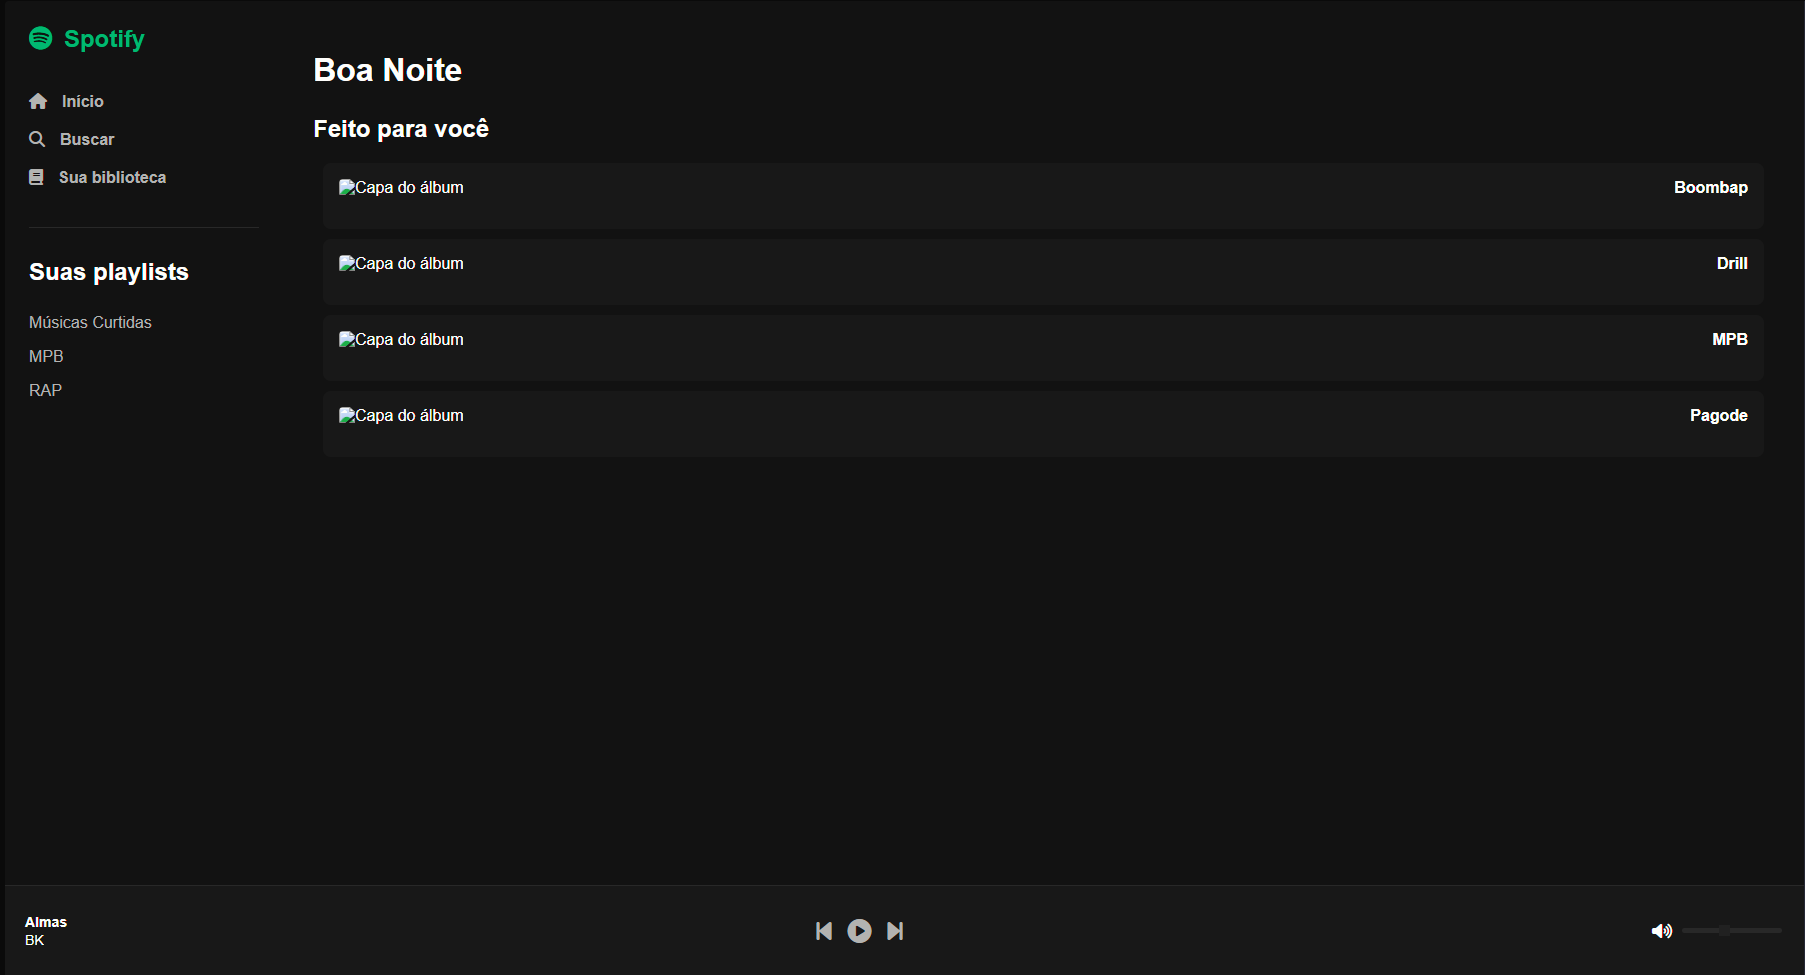 Spotify
Início
Buscar
Sua biblioteca
Suas playlists
Músicas Curtidas
MPB
RAP
Boa Noite
Feito para você
Capa do álbum
Boombap
Capa do álbum
Drill
Capa do álbum
MPB
Capa do álbum
Pagode
Almas
BK